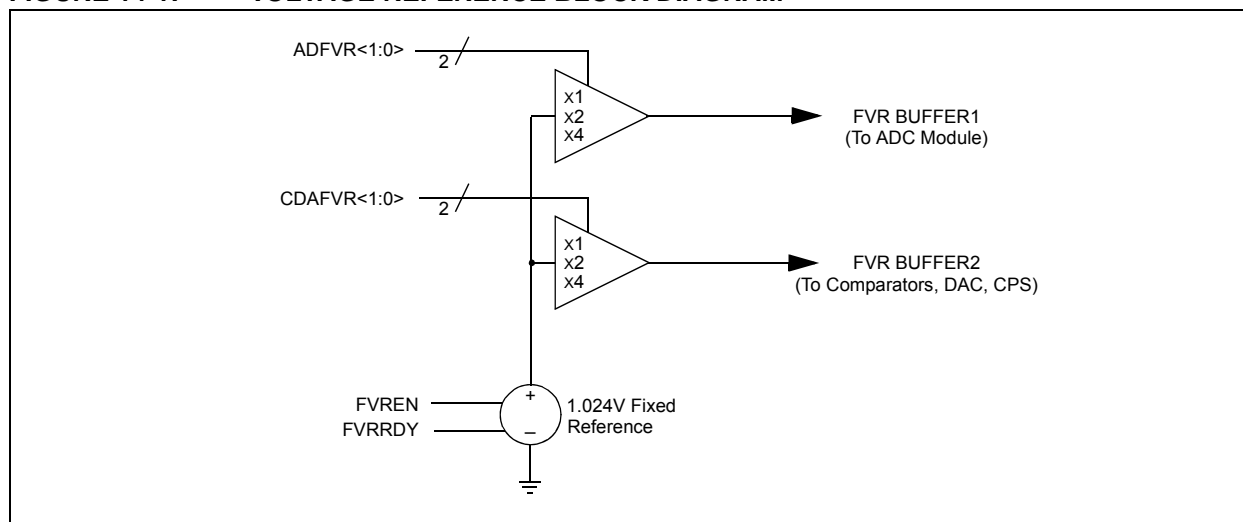 ADFVR<1:0>
2
X1
X2
X4
FVR BUFFER1
(To ADC Module)
CDAFVR<1:0>
2
X1
X2
X4
FVR BUFFER2
(To Comparators, DAC, CPS)
FVREN
FVRRDY
+
_
1.024V Fixed
Reference